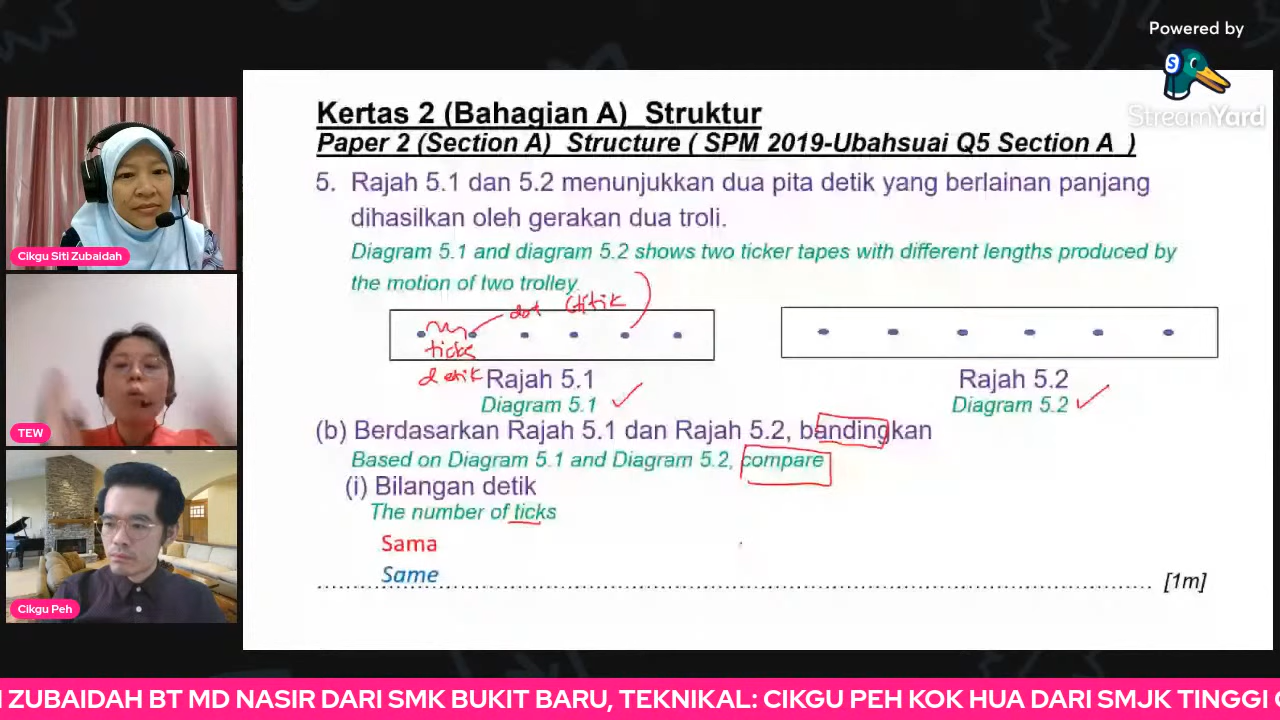 Powered by
S
StreamYard
Kertas 2 (Bahagian A) Struktur
Paper 2 (Section A) Structure ( SPM 2019-Ubahsuai Q5 Section A )
5. Rajah 5.1 dan 5.2 menunjukkan dua pita detik yang berlainan panjang
dihasilkan oleh gerakan dua troli.
Diagram 5.1 and diagram 5.2 shows two ticker tapes with different lengths produced by
the motion of two trolley.
dot (titik
ticks
detik
Rajah 5.1
Diagram 5.1
Rajah 5.2
Diagram 5.2
(b) Berdasarkan Rajah 5.1 dan Rajah 5.2, bandingkan
Based on Diagram 5.1 and Diagram 5.2, compare
(i) Bilangan detik
The number of ticks
Sama
Same
[1m]
Cikgu Siti Zubaidah
TEW
Cikgu Peh
ZUBAIDAH BT MD NASIR DARI SMK BUKIT BARU, TEKNIKAL: CIKGU PEH KOK HUA DARI SMJK TINGGI